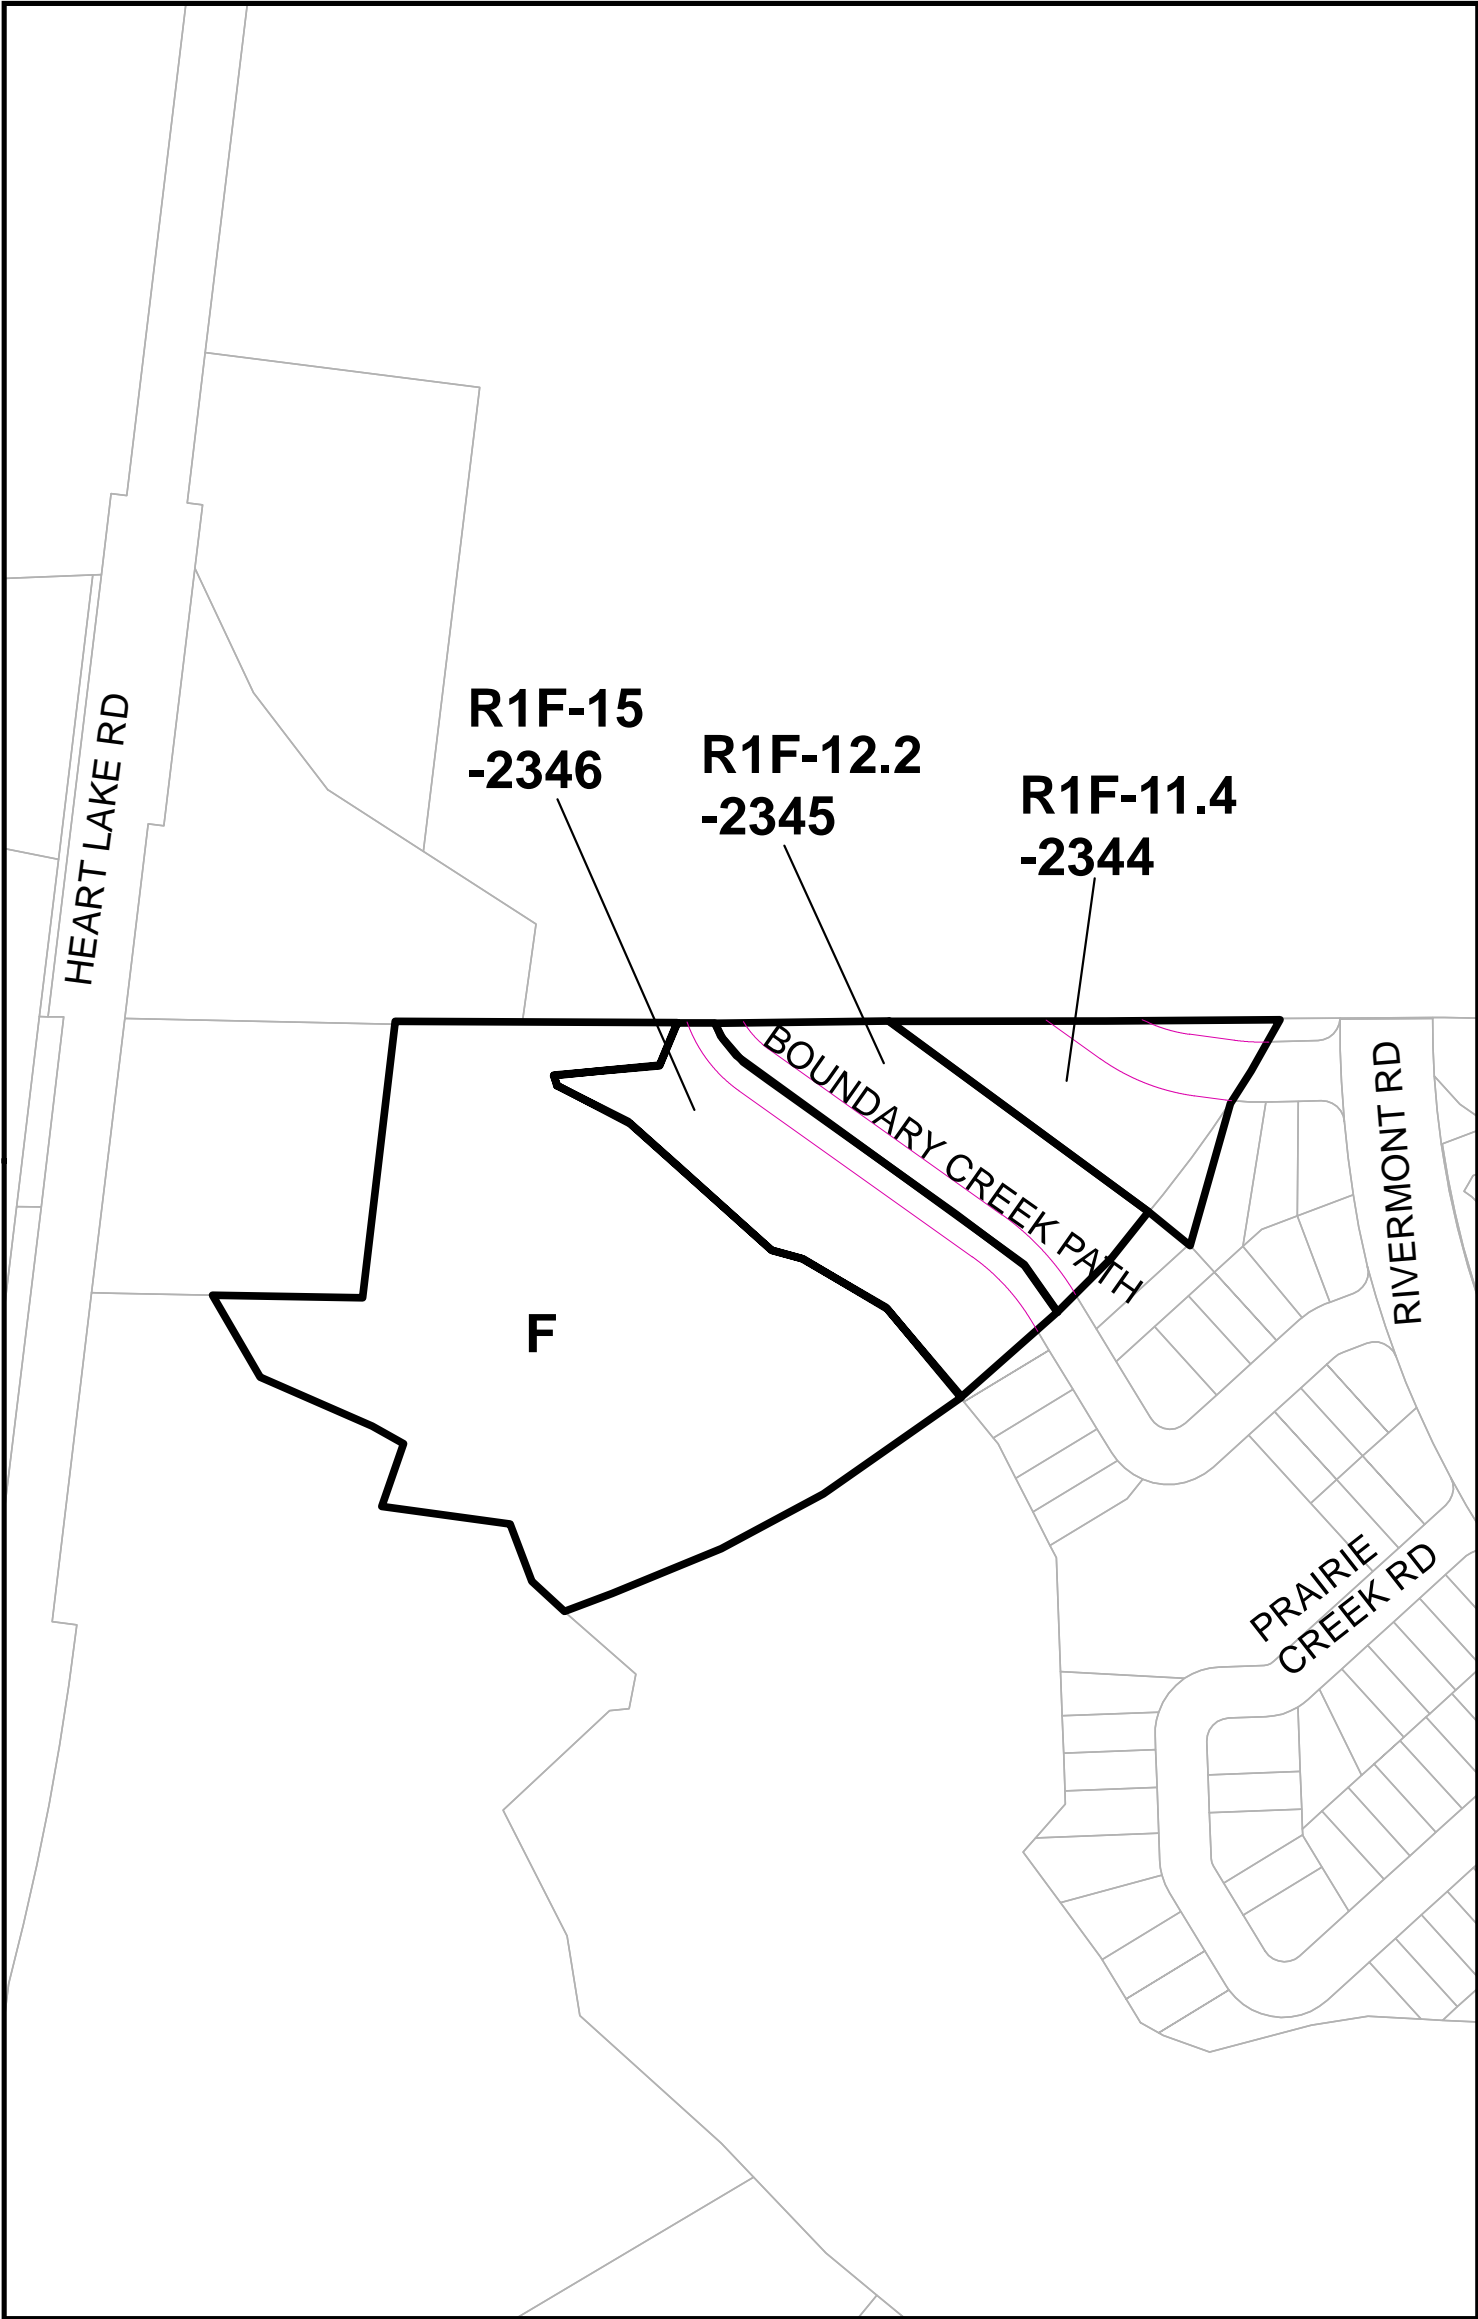 R1F-15
-2346
R1F-12.2
-2345
R1F-11.4
-2344
HEART LAKE RD
BOUNDARY CREEK PATH
RIVERMONT RD
F
PRAIRIE
CREEK RD